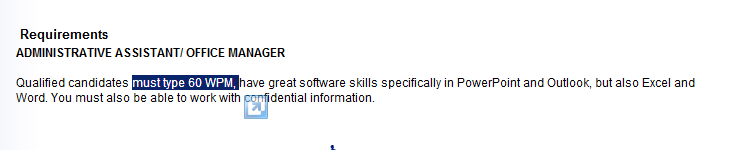 Requirements
ADMINISTRATIVE ASSISTANT/ OFFICE MANAGER
Qualified candidates must type 60 WPM, have great software skills specifically in PowerPoint and Outlook, but also Excel and
Word. You must also be able to work with confidential information.